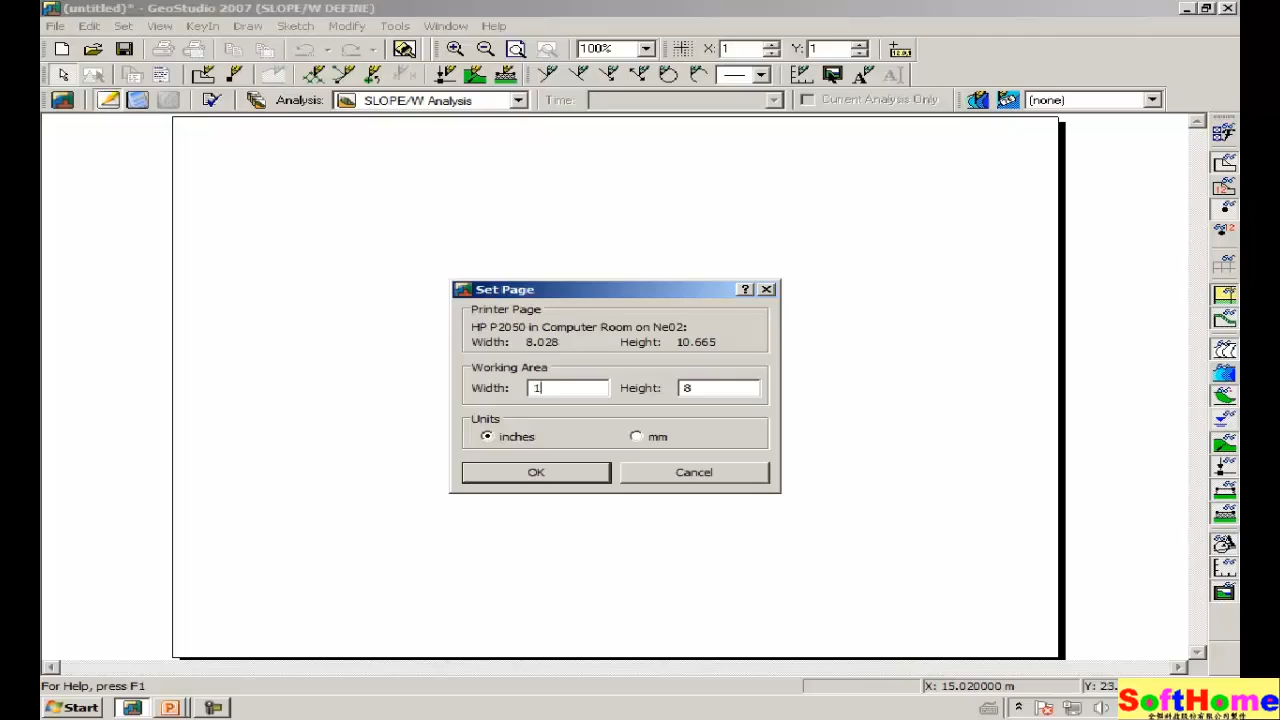 (untitled)* - GeoStudio 2007 (SLOPE/W DEFINE)
File Edit Set View KeyIn Draw Sketch Modify Tools Window Help
100% X: 1 Y: 1
Analysis: SLOPE/W Analysis Time: Current Analysis Only (none)
Set Page
Printer Page
HP P2050 in Computer Room on Ne02:
Width: 8.028 Height: 10.665
Working Area
Width: 1 Height: 8
Units
inches mm
OK Cancel
For Help, press F1 X: 15.020000 m Y: 23.
Start
SoftHome